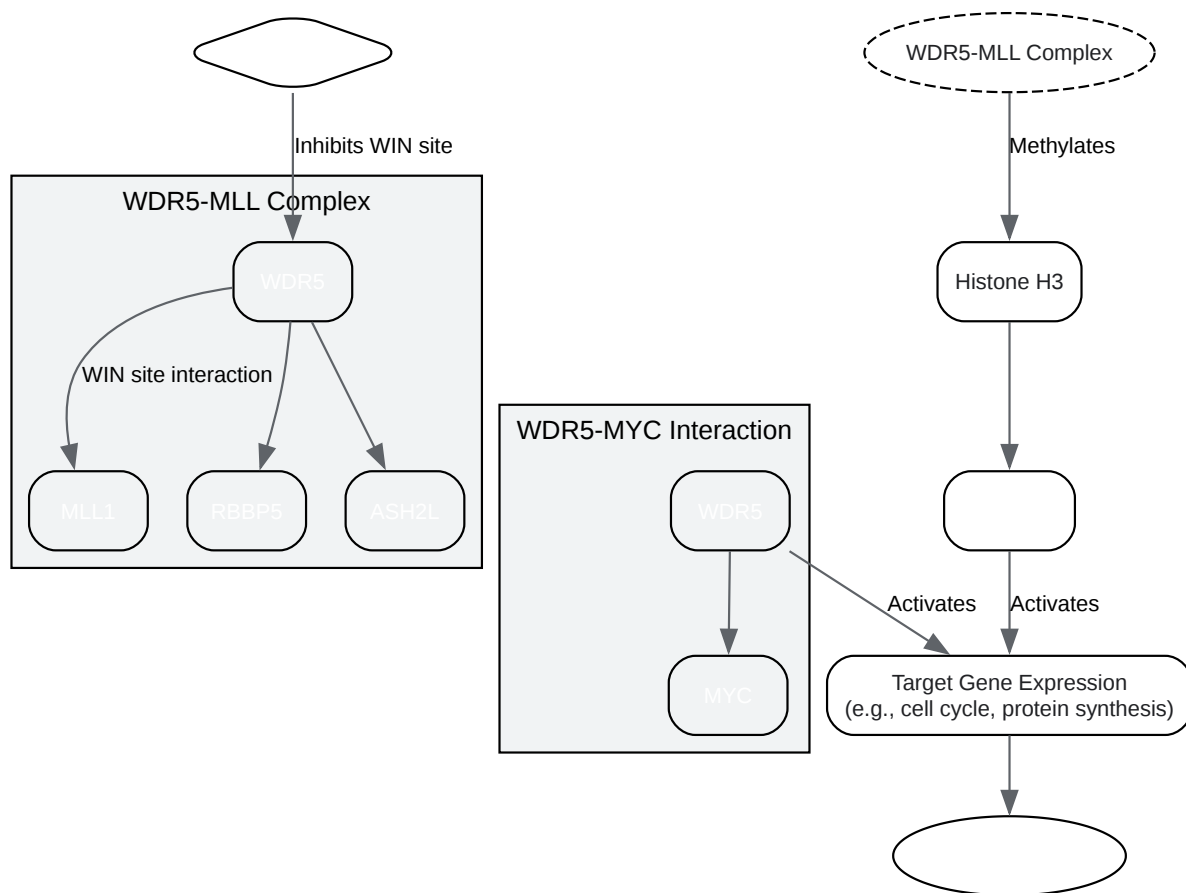 WDR5-MLL Complex
Inhibits WIN site
Methylates
WDR5-MLL Complex
WDR5
Histone H3
WIN site interaction
WDR5-MYC Interaction
MLL1
RBBP5
ASH2L
WDR5
Activates
Activates
MYC
Target Gene Expression
(e.g., cell cycle, protein synthesis)